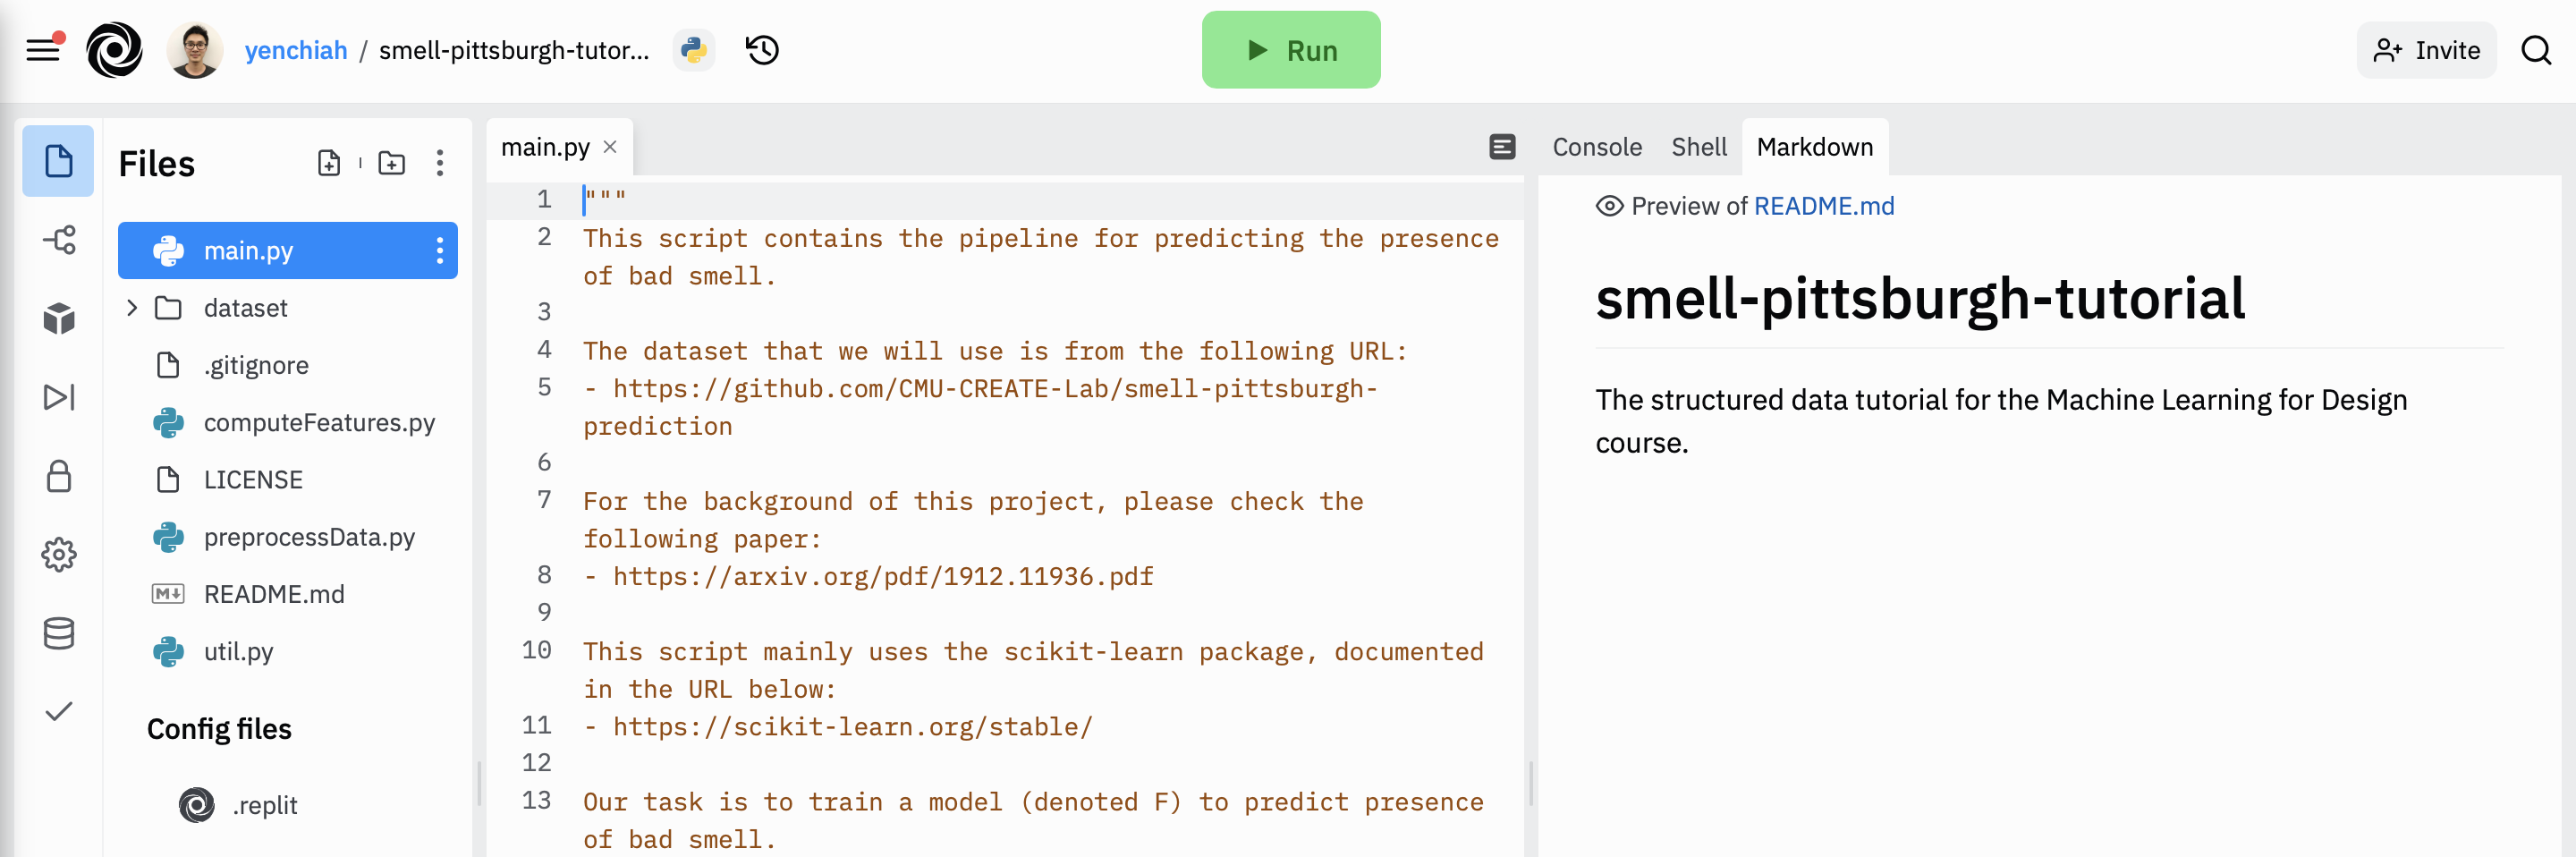 yenchiah / smell-pittsburgh-tutor...
Run
Invite
Files
main.py
dataset
.gitignore
computeFeatures.py
LICENSE
preprocessData.py
M↓ README.md
util.py
Config files
.replit
main.py
1 """
2 This script contains the pipeline for predicting the presence
of bad smell.
3
4 The dataset that we will use is from the following URL:
5 - https://github.com/CMU-CREATE-Lab/smell-pittsburgh-
prediction
6
7 For the background of this project, please check the
following paper:
8 - https://arxiv.org/pdf/1912.11936.pdf
9
10 This script mainly uses the scikit-learn package, documented
in the URL below:
11 - https://scikit-learn.org/stable/
12
13 Our task is to train a model (denoted F) to predict presence
of bad smell.
Console Shell Markdown
Preview of README.md
smell-pittsburgh-tutorial
The structured data tutorial for the Machine Learning for Design
course.